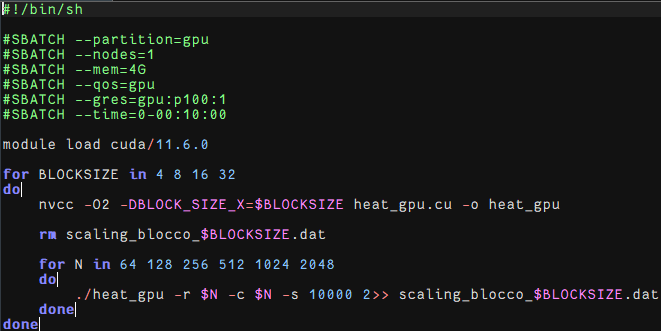 #!/bin/sh
#SBATCH --partition=gpu
#SBATCH --nodes=1
#SBATCH --mem=4G
#SBATCH --qos=gpu
#SBATCH --gres=gpu:p100:1
#SBATCH --time=0-00:10:00
module load cuda/11.6.0
for BLOCKSIZE in 4 8 16 32
do
    nvcc -O2 -DBLOCK_SIZE_X=$BLOCKSIZE heat_gpu.cu -o heat_gpu
    rm scaling_blocco_$BLOCKSIZE.dat
    for N in 64 128 256 512 1024 2048
    do
        ./heat_gpu -r $N -c $N -s 10000 2>> scaling_blocco_$BLOCKSIZE.dat
    done
done